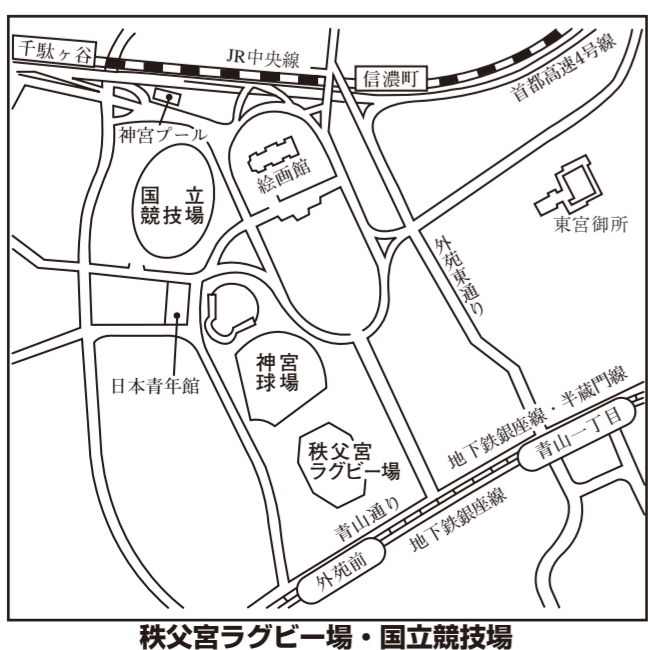 千駄ヶ谷
JR中央線
信濃町
首都高速4号線
神宮プール
絵画館
国立
競技場
東宮御所
外苑東通り
日本青年館
神宮
球場
秩父宮
ラグビー場
地下鉄銀座線・半蔵門線
青山一丁目
青山通り
地下鉄銀座線
外苑前
秩父宮ラグビー場・国立競技場